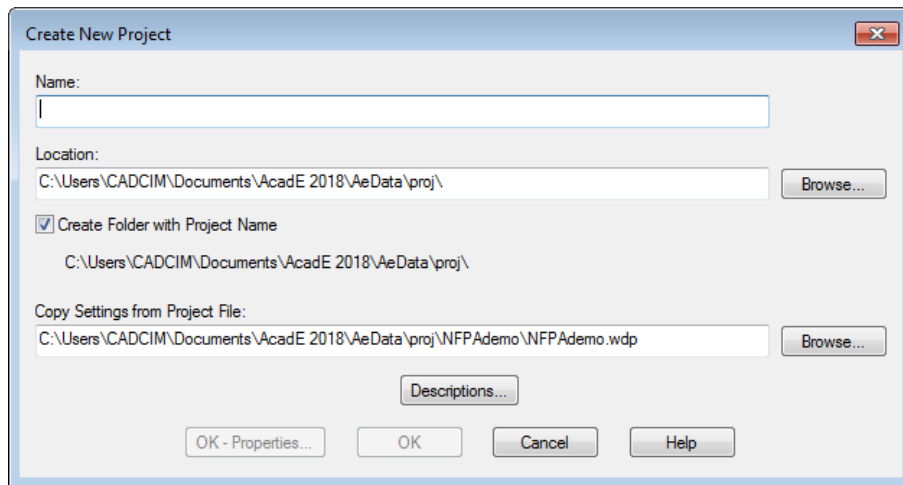 Create New Project
Name:
Location:
C:\Users\CADCIM\Documents\AcadE 2018\AeData\proj\
Browse...
Create Folder with Project Name
C:\Users\CADCIM\Documents\AcadE 2018\AeData\proj\
Copy Settings from Project File:
C:\Users\CADCIM\Documents\AcadE 2018\AeData\proj\NFPAdemo\NFPAdemo.wdp
Browse...
Descriptions...
OK - Properties...
OK
Cancel
Help